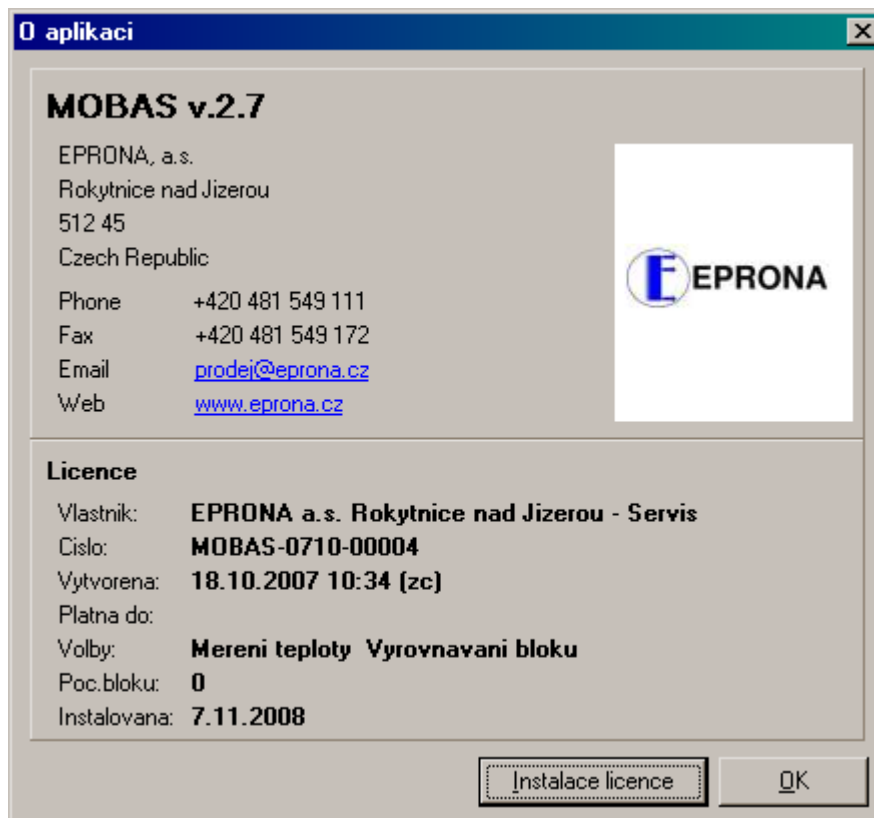 O aplikaci
MOBAS v.2.7
EPRONA, a.s.
Rokytnice nad Jizerou
512 45
Czech Republic
Phone +420 481 549 111
Fax +420 481 549 172
Email prodej@eprona.cz
Web www.eprona.cz
E EPRONA
Licence
Vlastnik: EPRONA a.s. Rokytnice nad Jizerou - Servis
Cislo: MOBAS-0710-00004
Vytvorena: 18.10.2007 10:34 (zc)
Platna do:
Volby: Mereni teploty Vyrovnavani bloku
Poc.bloku: 0
Instalovana: 7.11.2008
Instalace licence OK